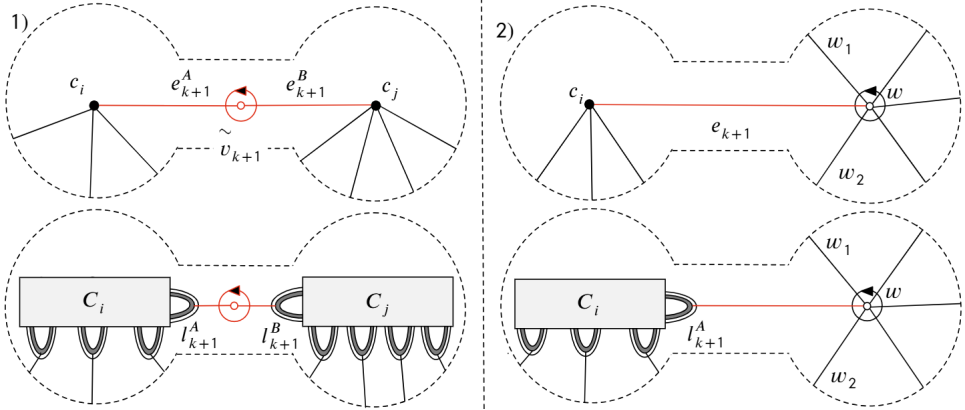 1)
c_i e^A_{k+1} e^B_{k+1} c_j
ṽ_{k+1}
C_i C_j
l^A_{k+1} l^B_{k+1}
2)
w_1
c_i w
e_{k+1}
w_2
w_1
C_i w
l^A_{k+1}
w_2